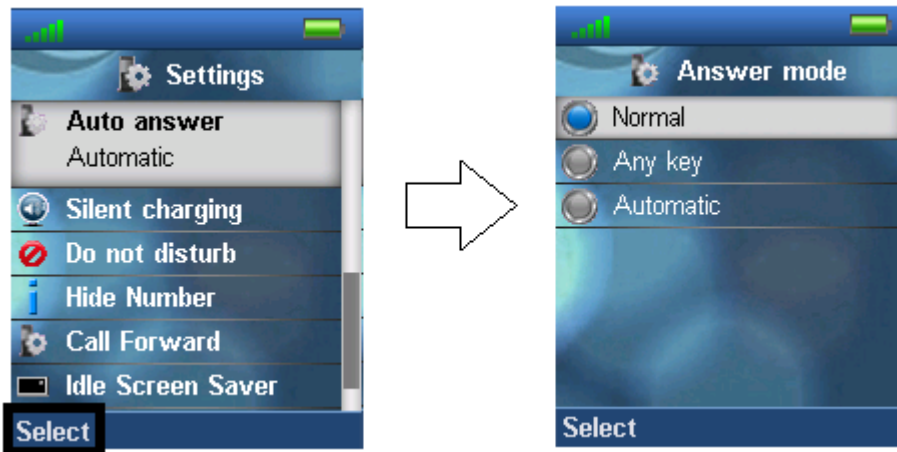 Settings
Auto answer
Automatic
Silent charging
Do not disturb
Hide Number
Call Forward
Idle Screen Saver
Select
Answer mode
Normal
Any key
Automatic
Select